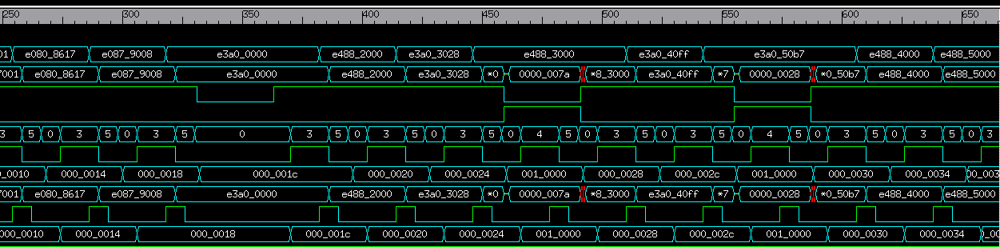 250 300 350 400 450 500 550 600 650
01 e080_8617 e087_9008 e3a0_0000 e488_2000 e3a0_3028 e488_3000 e3a0_40ff e3a0_50b7 e488_4000 e488_5000
7001 e080_8617 e087_9008 e3a0_0000 e488_2000 e3a0_3028 *0 0000_007a *8_3000 e3a0_40ff *7 0000_0028 *0_50b7 e488_4000 e488_5000
3 5 0 3 5 0 3 5 0 3 5 0 3 5 0 3 5 0 4 5 0 3 5 0 3 5 0 4 5 0 3 5 0 3 5 0 3
0_0010 000_0014 000_0018 000_001c 000_0020 000_0024 001_0000 000_0028 000_002c 001_0000 000_0030 000_0034 00_003
7001 e080_8617 e087_9008 e3a0_0000 e488_2000 e3a0_3028 *0 0000_007a *8_3000 e3a0_40ff *7 0000_0028 *0_50b7 e488_4000 e488_5000
000_0010 000_0014 000_0018 000_001c 000_0020 000_0024 001_0000 000_0028 000_002c 001_0000 000_0030 000_0034 0_00